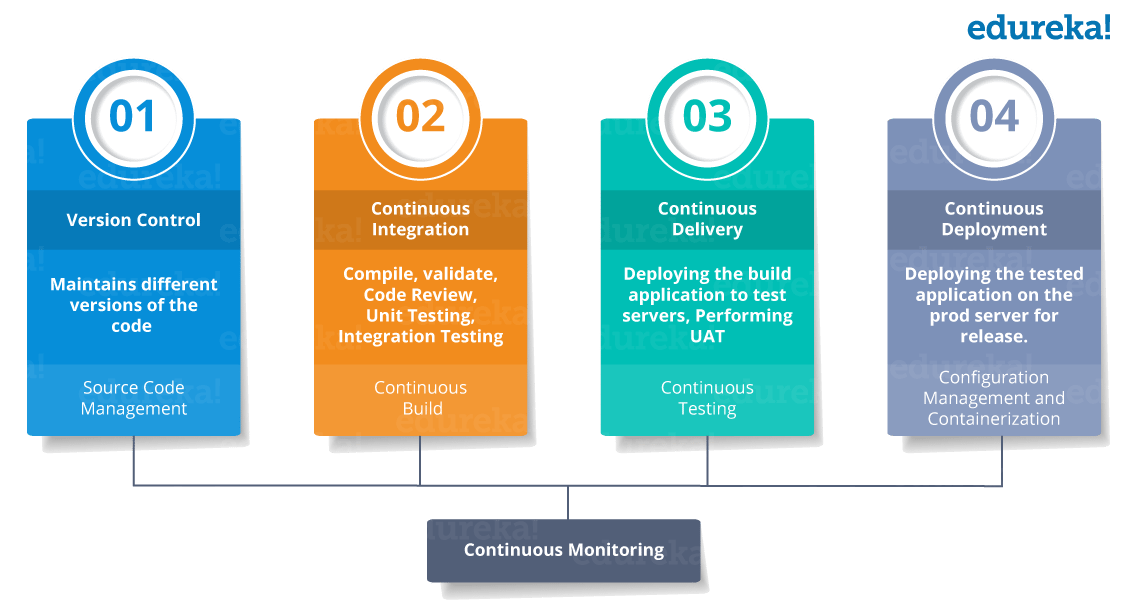 edureka!
01
Version Control
Maintains different
versions of the
code
Source Code
Management
02
Continuous
Integration
Compile, validate,
Code Review,
Unit Testing,
Integration Testing
Continuous
Build
03
Continuous
Delivery
Deploying the build
application to test
servers, Performing
UAT
Continuous
Testing
04
Continuous
Deployment
Deploying the tested
application on the
prod server for
release.
Configuration
Management and
Containerization
Continuous Monitoring